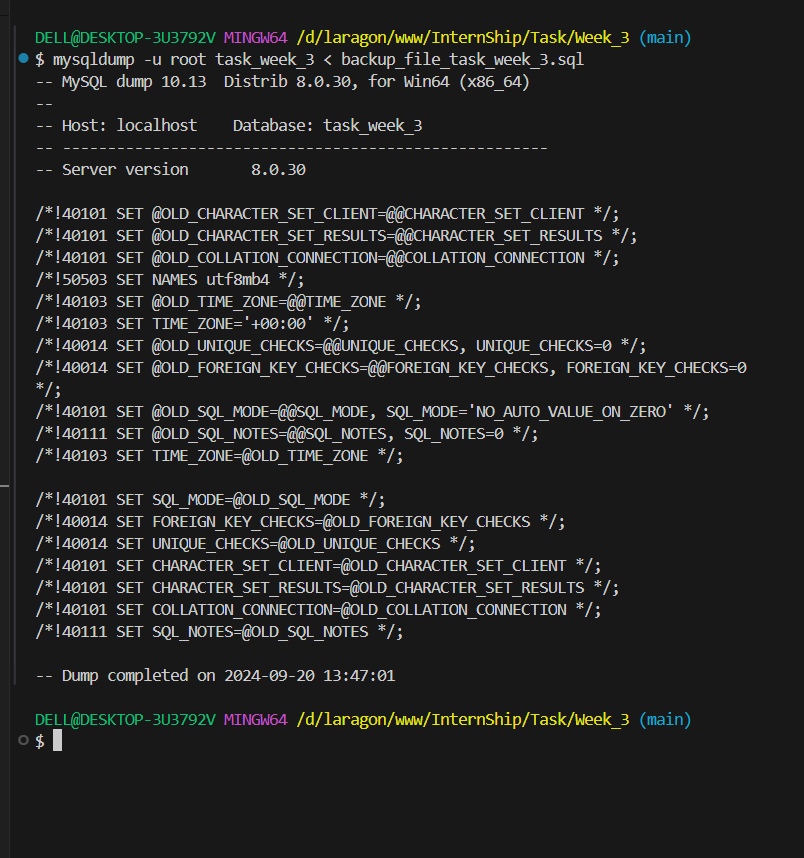 DELL@DESKTOP-3U3792V MINGW64 /d/laragon/www/InternShip/Task/Week_3 (main)
$ mysqldump -u root task_week_3 < backup_file_task_week_3.sql
-- MySQL dump 10.13  Distrib 8.0.30, for Win64 (x86_64)
--
-- Host: localhost    Database: task_week_3
-- ------------------------------------------------------
-- Server version       8.0.30

/*!40101 SET @OLD_CHARACTER_SET_CLIENT=@@CHARACTER_SET_CLIENT */;
/*!40101 SET @OLD_CHARACTER_SET_RESULTS=@@CHARACTER_SET_RESULTS */;
/*!40101 SET @OLD_COLLATION_CONNECTION=@@COLLATION_CONNECTION */;
/*!50503 SET NAMES utf8mb4 */;
/*!40103 SET @OLD_TIME_ZONE=@@TIME_ZONE */;
/*!40103 SET TIME_ZONE='+00:00' */;
/*!40014 SET @OLD_UNIQUE_CHECKS=@@UNIQUE_CHECKS, UNIQUE_CHECKS=0 */;
/*!40014 SET @OLD_FOREIGN_KEY_CHECKS=@@FOREIGN_KEY_CHECKS, FOREIGN_KEY_CHECKS=0
*/;
/*!40101 SET @OLD_SQL_MODE=@@SQL_MODE, SQL_MODE='NO_AUTO_VALUE_ON_ZERO' */;
/*!40111 SET @OLD_SQL_NOTES=@@SQL_NOTES, SQL_NOTES=0 */;
/*!40103 SET TIME_ZONE=@OLD_TIME_ZONE */;

/*!40101 SET SQL_MODE=@OLD_SQL_MODE */;
/*!40014 SET FOREIGN_KEY_CHECKS=@OLD_FOREIGN_KEY_CHECKS */;
/*!40014 SET UNIQUE_CHECKS=@OLD_UNIQUE_CHECKS */;
/*!40101 SET CHARACTER_SET_CLIENT=@OLD_CHARACTER_SET_CLIENT */;
/*!40101 SET CHARACTER_SET_RESULTS=@OLD_CHARACTER_SET_RESULTS */;
/*!40101 SET COLLATION_CONNECTION=@OLD_COLLATION_CONNECTION */;
/*!40111 SET SQL_NOTES=@OLD_SQL_NOTES */;

-- Dump completed on 2024-09-20 13:47:01

DELL@DESKTOP-3U3792V MINGW64 /d/laragon/www/InternShip/Task/Week_3 (main)
$